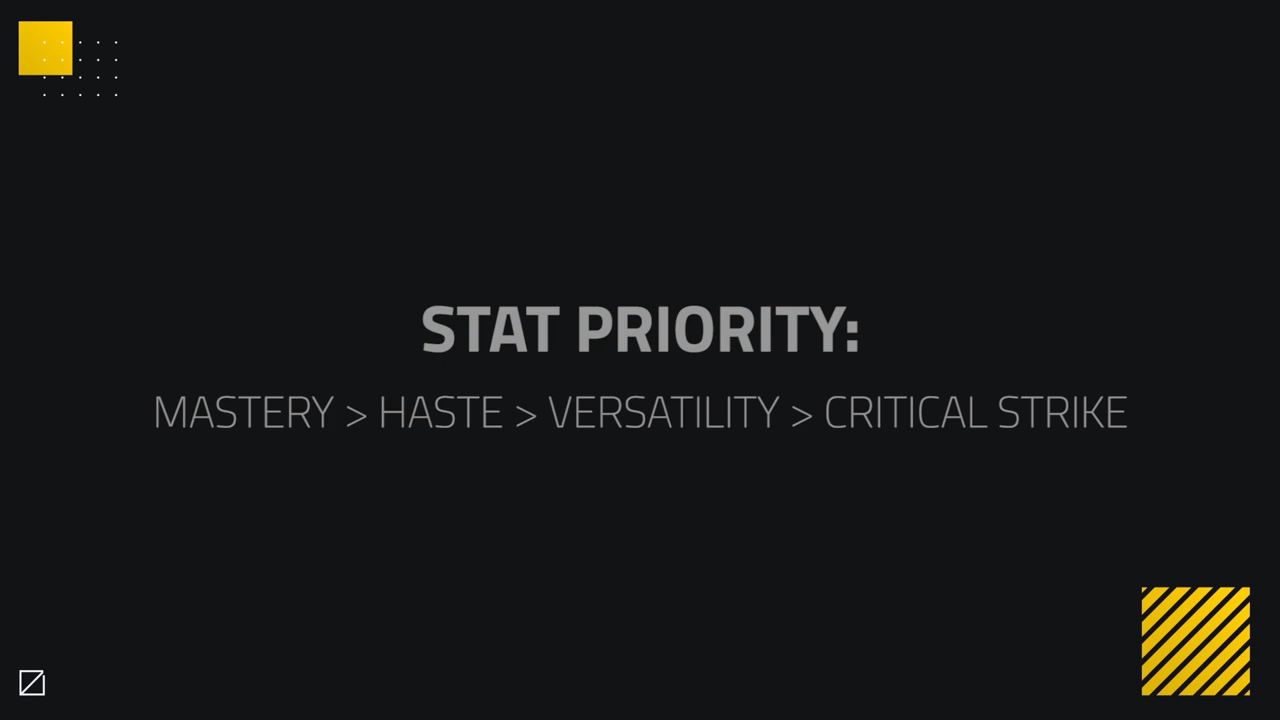 STAT PRIORITY:
MASTERY > HASTE > VERSATILITY > CRITICAL STRIKE